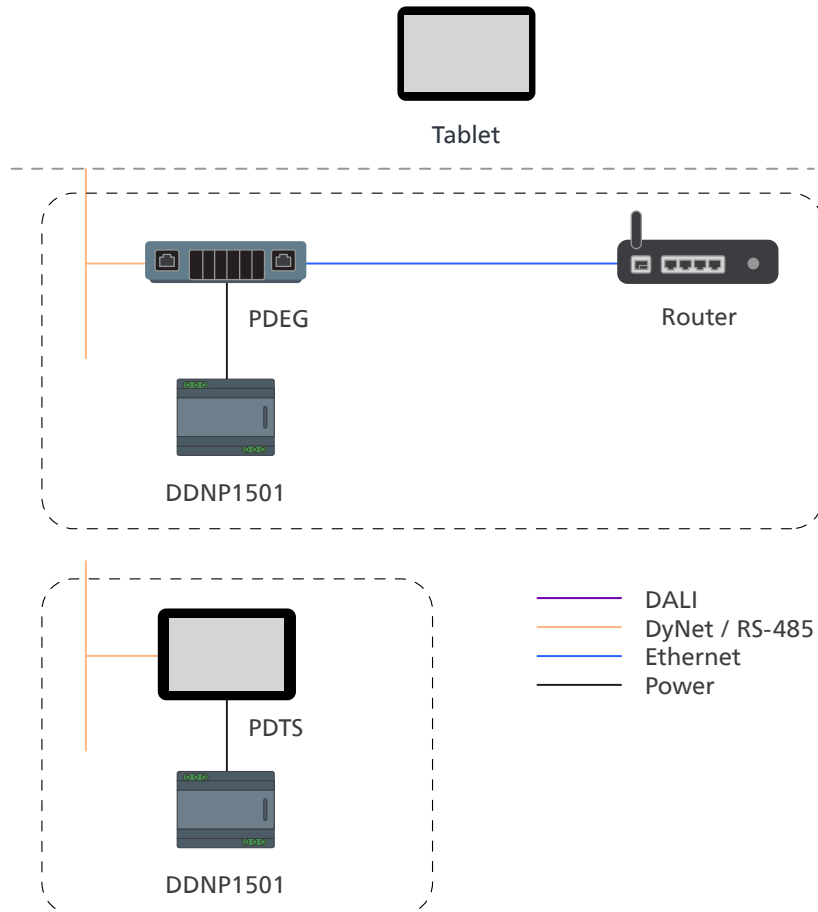 Tablet
PDEG
Router
DDNP1501
DALI
DyNet / RS-485
Ethernet
Power
PDTS
DDNP1501